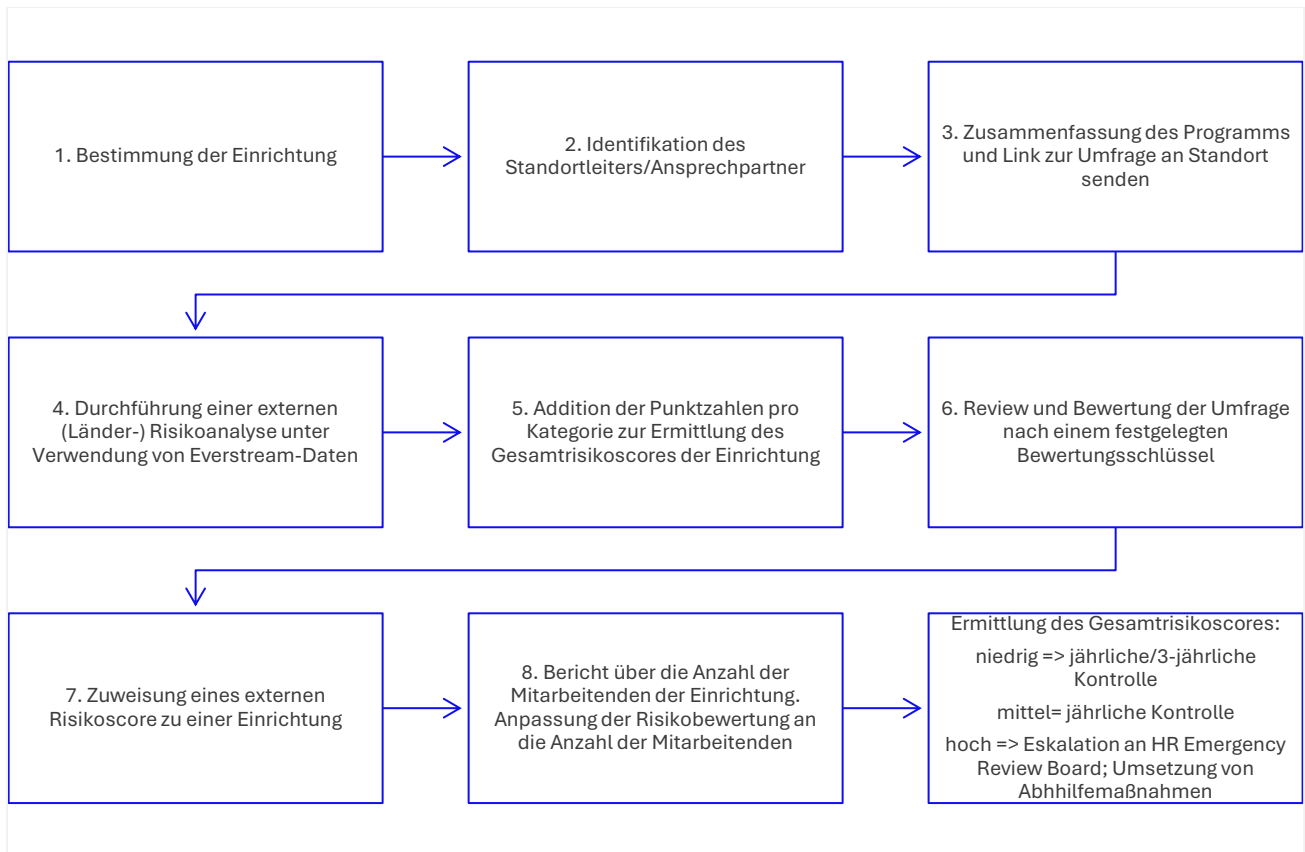 1. Bestimmung der Einrichtung
2. Identifikation des
Standortleiters/Ansprechpartner
3. Zusammenfassung des Programms
und Link zur Umfrage an Standort
senden
4. Durchführung einer externen
(Länder-) Risikoanalyse unter
Verwendung von Everstream-Daten
5. Addition der Punktzahlen pro
Kategorie zur Ermittlung des
Gesamtrisikoscores der Einrichtung
6. Review und Bewertung der Umfrage
nach einem festgelegten
Bewertungsschlüssel
7. Zuweisung eines externen
Risikoscore zu einer Einrichtung
8. Bericht über die Anzahl der
Mitarbeitenden der Einrichtung.
Anpassung der Risikobewertung an
die Anzahl der Mitarbeitenden
Ermittlung des Gesamtrisikoscores:
niedrig => jährliche/3-jährliche
Kontrolle
mittel= jährliche Kontrolle
hoch => Eskalation an HR Emergency
Review Board; Umsetzung von
Abhhilfemaßnahmen